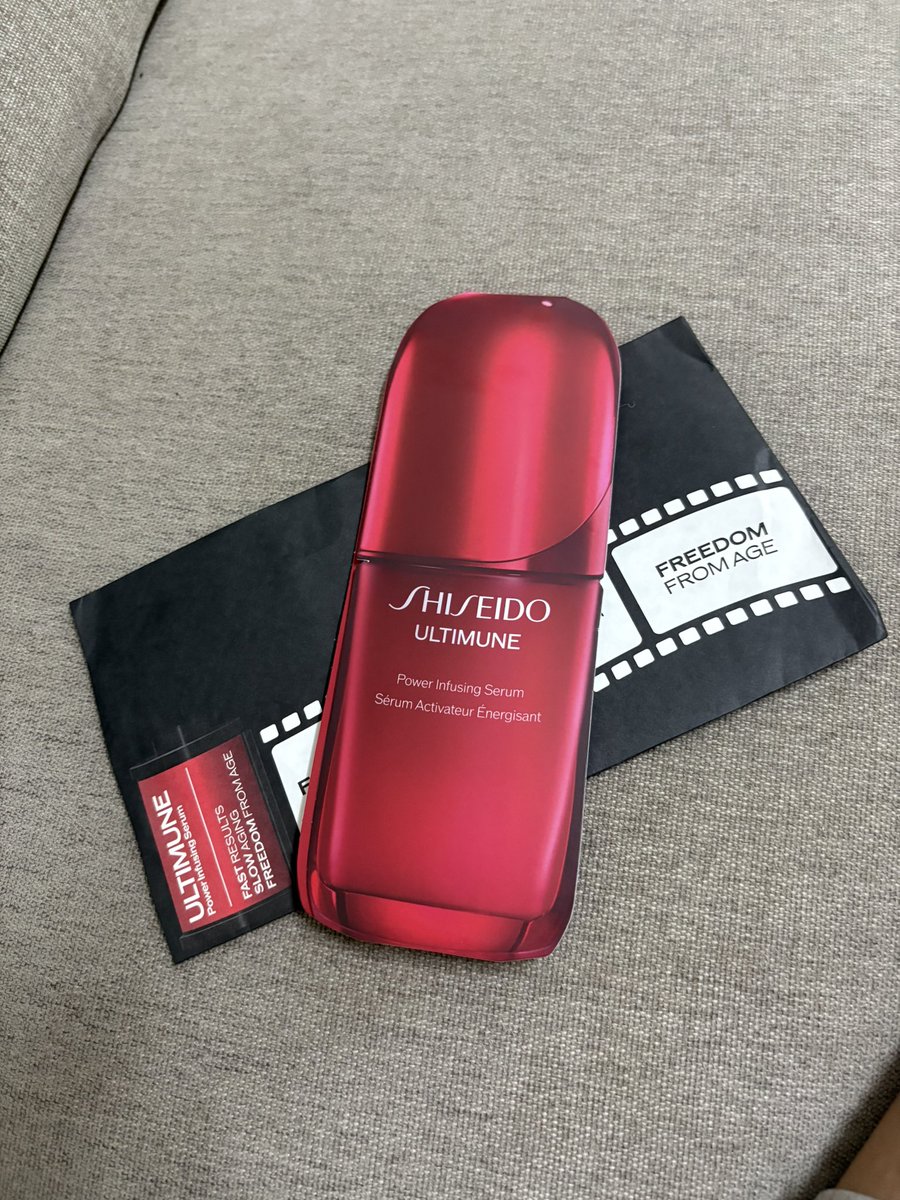 SHISEIDO
ULTIMUNE
Power Infusing Serum
Sérum Activateur Énergisant
FREEDOM
FROM AGE
ULTIMUNE
Power Infusing Serum
FAST RESULTS
SLOW AGING
FREEDOM FROM AGE